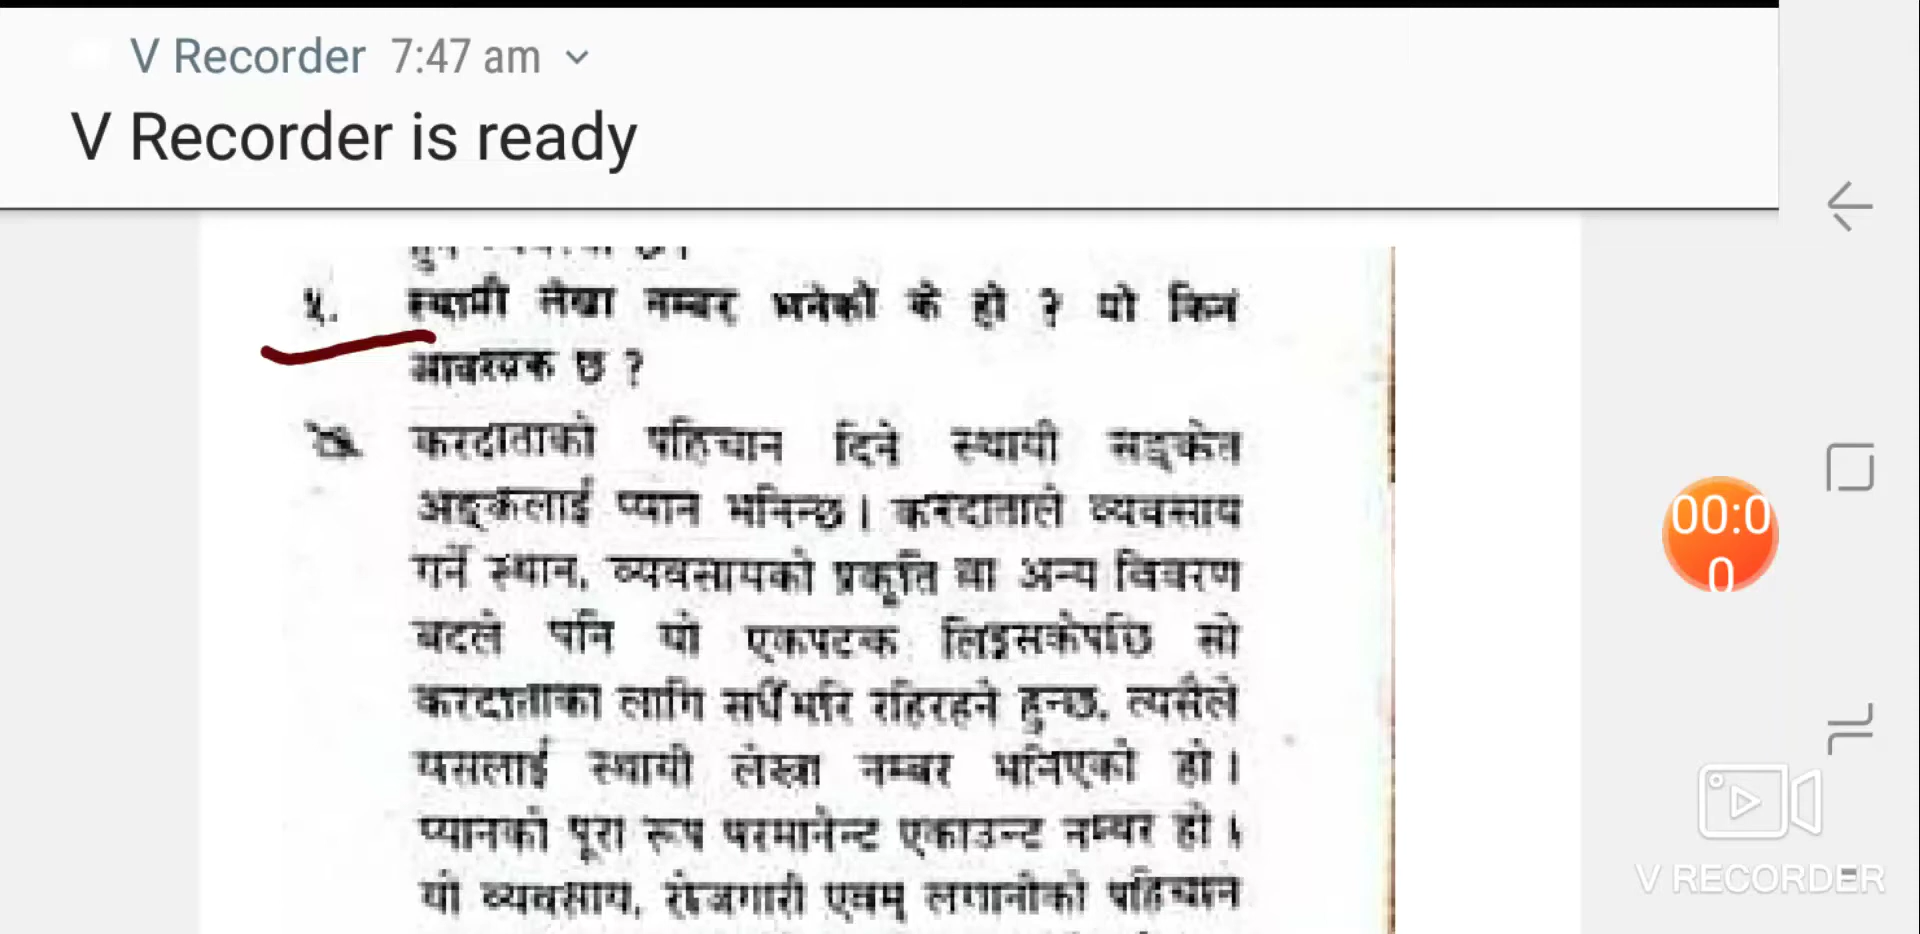 V Recorder 7:47 am
V Recorder is ready
५. स्थायी लेखा नम्बर भनेको के हो ? यो किन
आवश्यक छ ?
करदाताको पहिचान दिने स्थायी सङ्केत
अङ्कलाई प्यान भनिन्छ । करदाताले व्यवसाय
गर्ने स्थान, व्यवसायको प्रकृति वा अन्य विवरण
बदले पनि यो एकपटक लिइसकेपछि सो
करदाताका लागि सधैंभरि रहिरहने हुन्छ, त्यसैले
यसलाई स्थायी लेखा नम्बर भनिएको हो ।
प्यानको पूरा रूप परमानेन्ट एकाउन्ट नम्बर हो ।
यो व्यवसाय, रोजगारी एवम् लगानीको पहिचान
00:0
0
V RECORDER